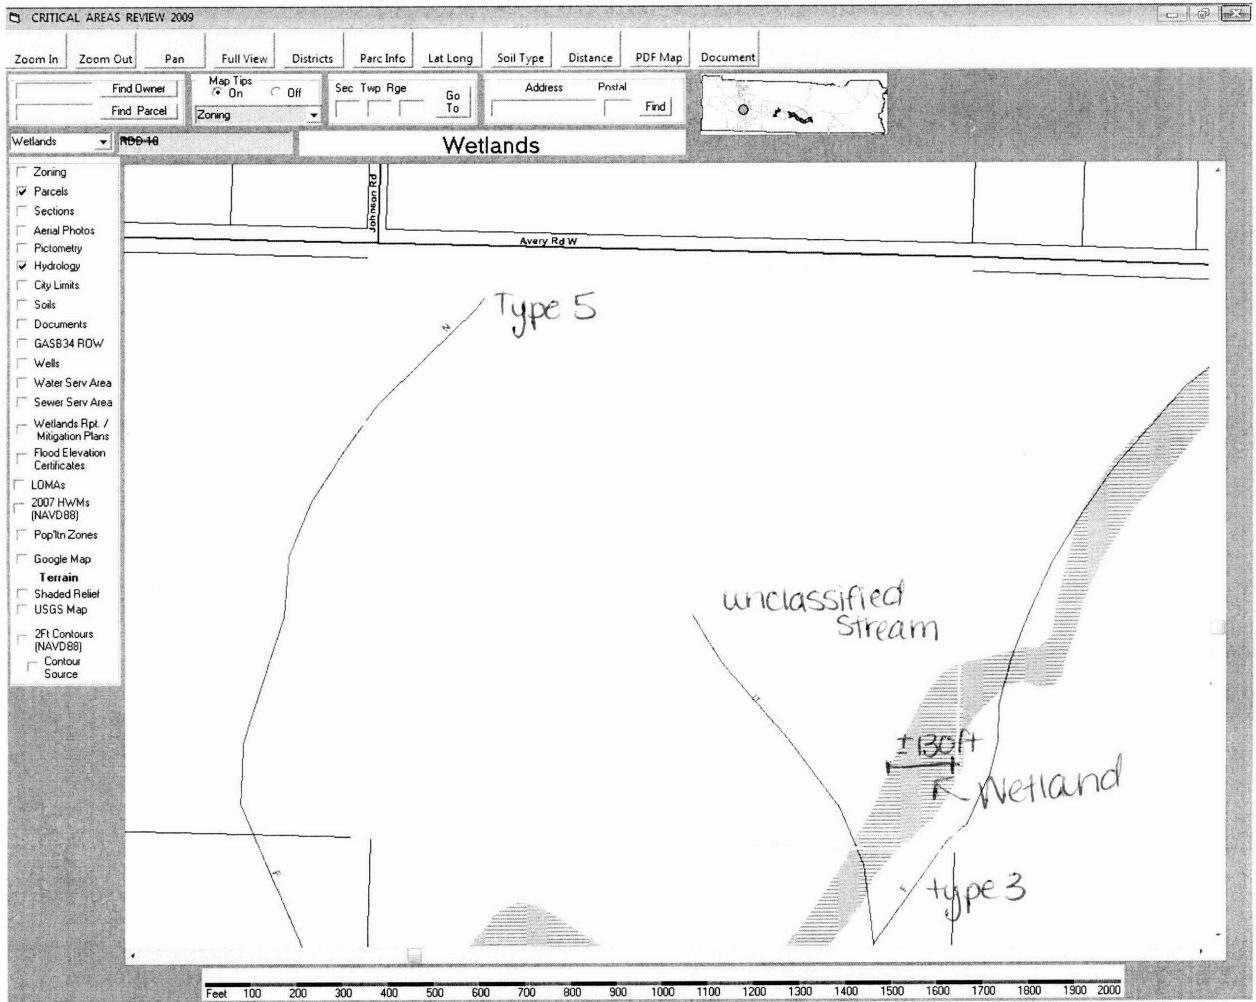 CRITICAL AREAS REVIEW 2009
Zoom In Zoom Out Pan Full View Districts Parc Info Lat Long Soil Type Distance PDF Map Document
Find Owner
Find Parcel
Map Tips
On Off
Zoning
Sec Twp Rge
Go To
Address Postal
Find
Wetlands
RDD-10
Wetlands
Zoning
Parcels
Sections
Aerial Photos
Pictometry
Hydrology
City Limits
Soils
Documents
GASB34 ROW
Wells
Water Serv Area
Sewer Serv Area
Wetlands Rpt. /
Mitigation Plans
Flood Elevation
Certificates
LOMAs
2007 HWMs
(NAVD88)
Pop'ltn Zones
Google Map
Terrain
Shaded Relief
USGS Map
2Ft Contours
(NAVD88)
Contour
Source
Johnson Rd
Avery Rd W
N
Type 5
unclassified
stream
U
±130ft
Wetland
F
F
type 3
Feet 100 200 300 400 500 600 700 800 900 1000 1100 1200 1300 1400 1500 1600 1700 1800 1900 2000